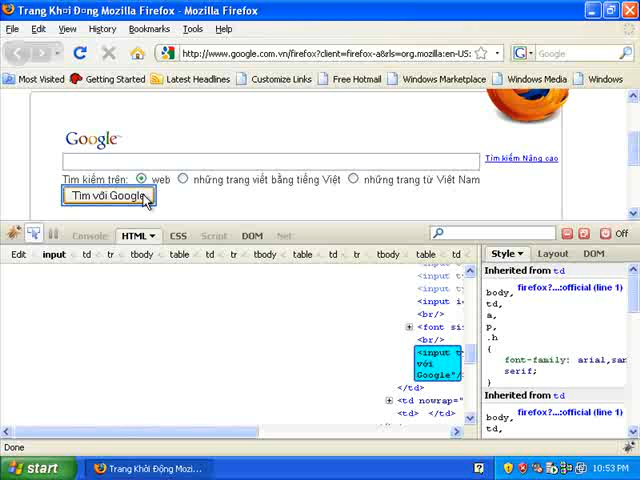 Trang Khởi Động Mozilla Firefox - Mozilla Firefox
File Edit View History Bookmarks Tools Help
http://www.google.com.vn/firefox?client=firefox-a&rls=org.mozilla:en-US:
Google
Most Visited Getting Started Customize Links Free Hotmail Windows Marketplace Windows Media Windows
Google
Tìm kiếm Nâng cao
Tìm kiếm trên: web những trang viết bằng tiếng Việt những trang từ Việt Nam
Tìm với Google
Console HTML CSS Script DOM Net Off
Edit input td tr tbody table td tr tbody table td tr tbody table td
Style Layout DOM
<input ty
<input id
<br/>
<font siz
<br/>
<input t
với
Google"/
</td>
<td nowrap="
<td> </td>
Inherited from td
firefox?...:official (line 1)
body,
td,
a,
p,
.h
{
font-family: arial,san
serif;
}
Inherited from td
firefox?...:official (line 1)
body,
td,
Done
start Trang Khởi Động Mozi... ? 10:53 PM